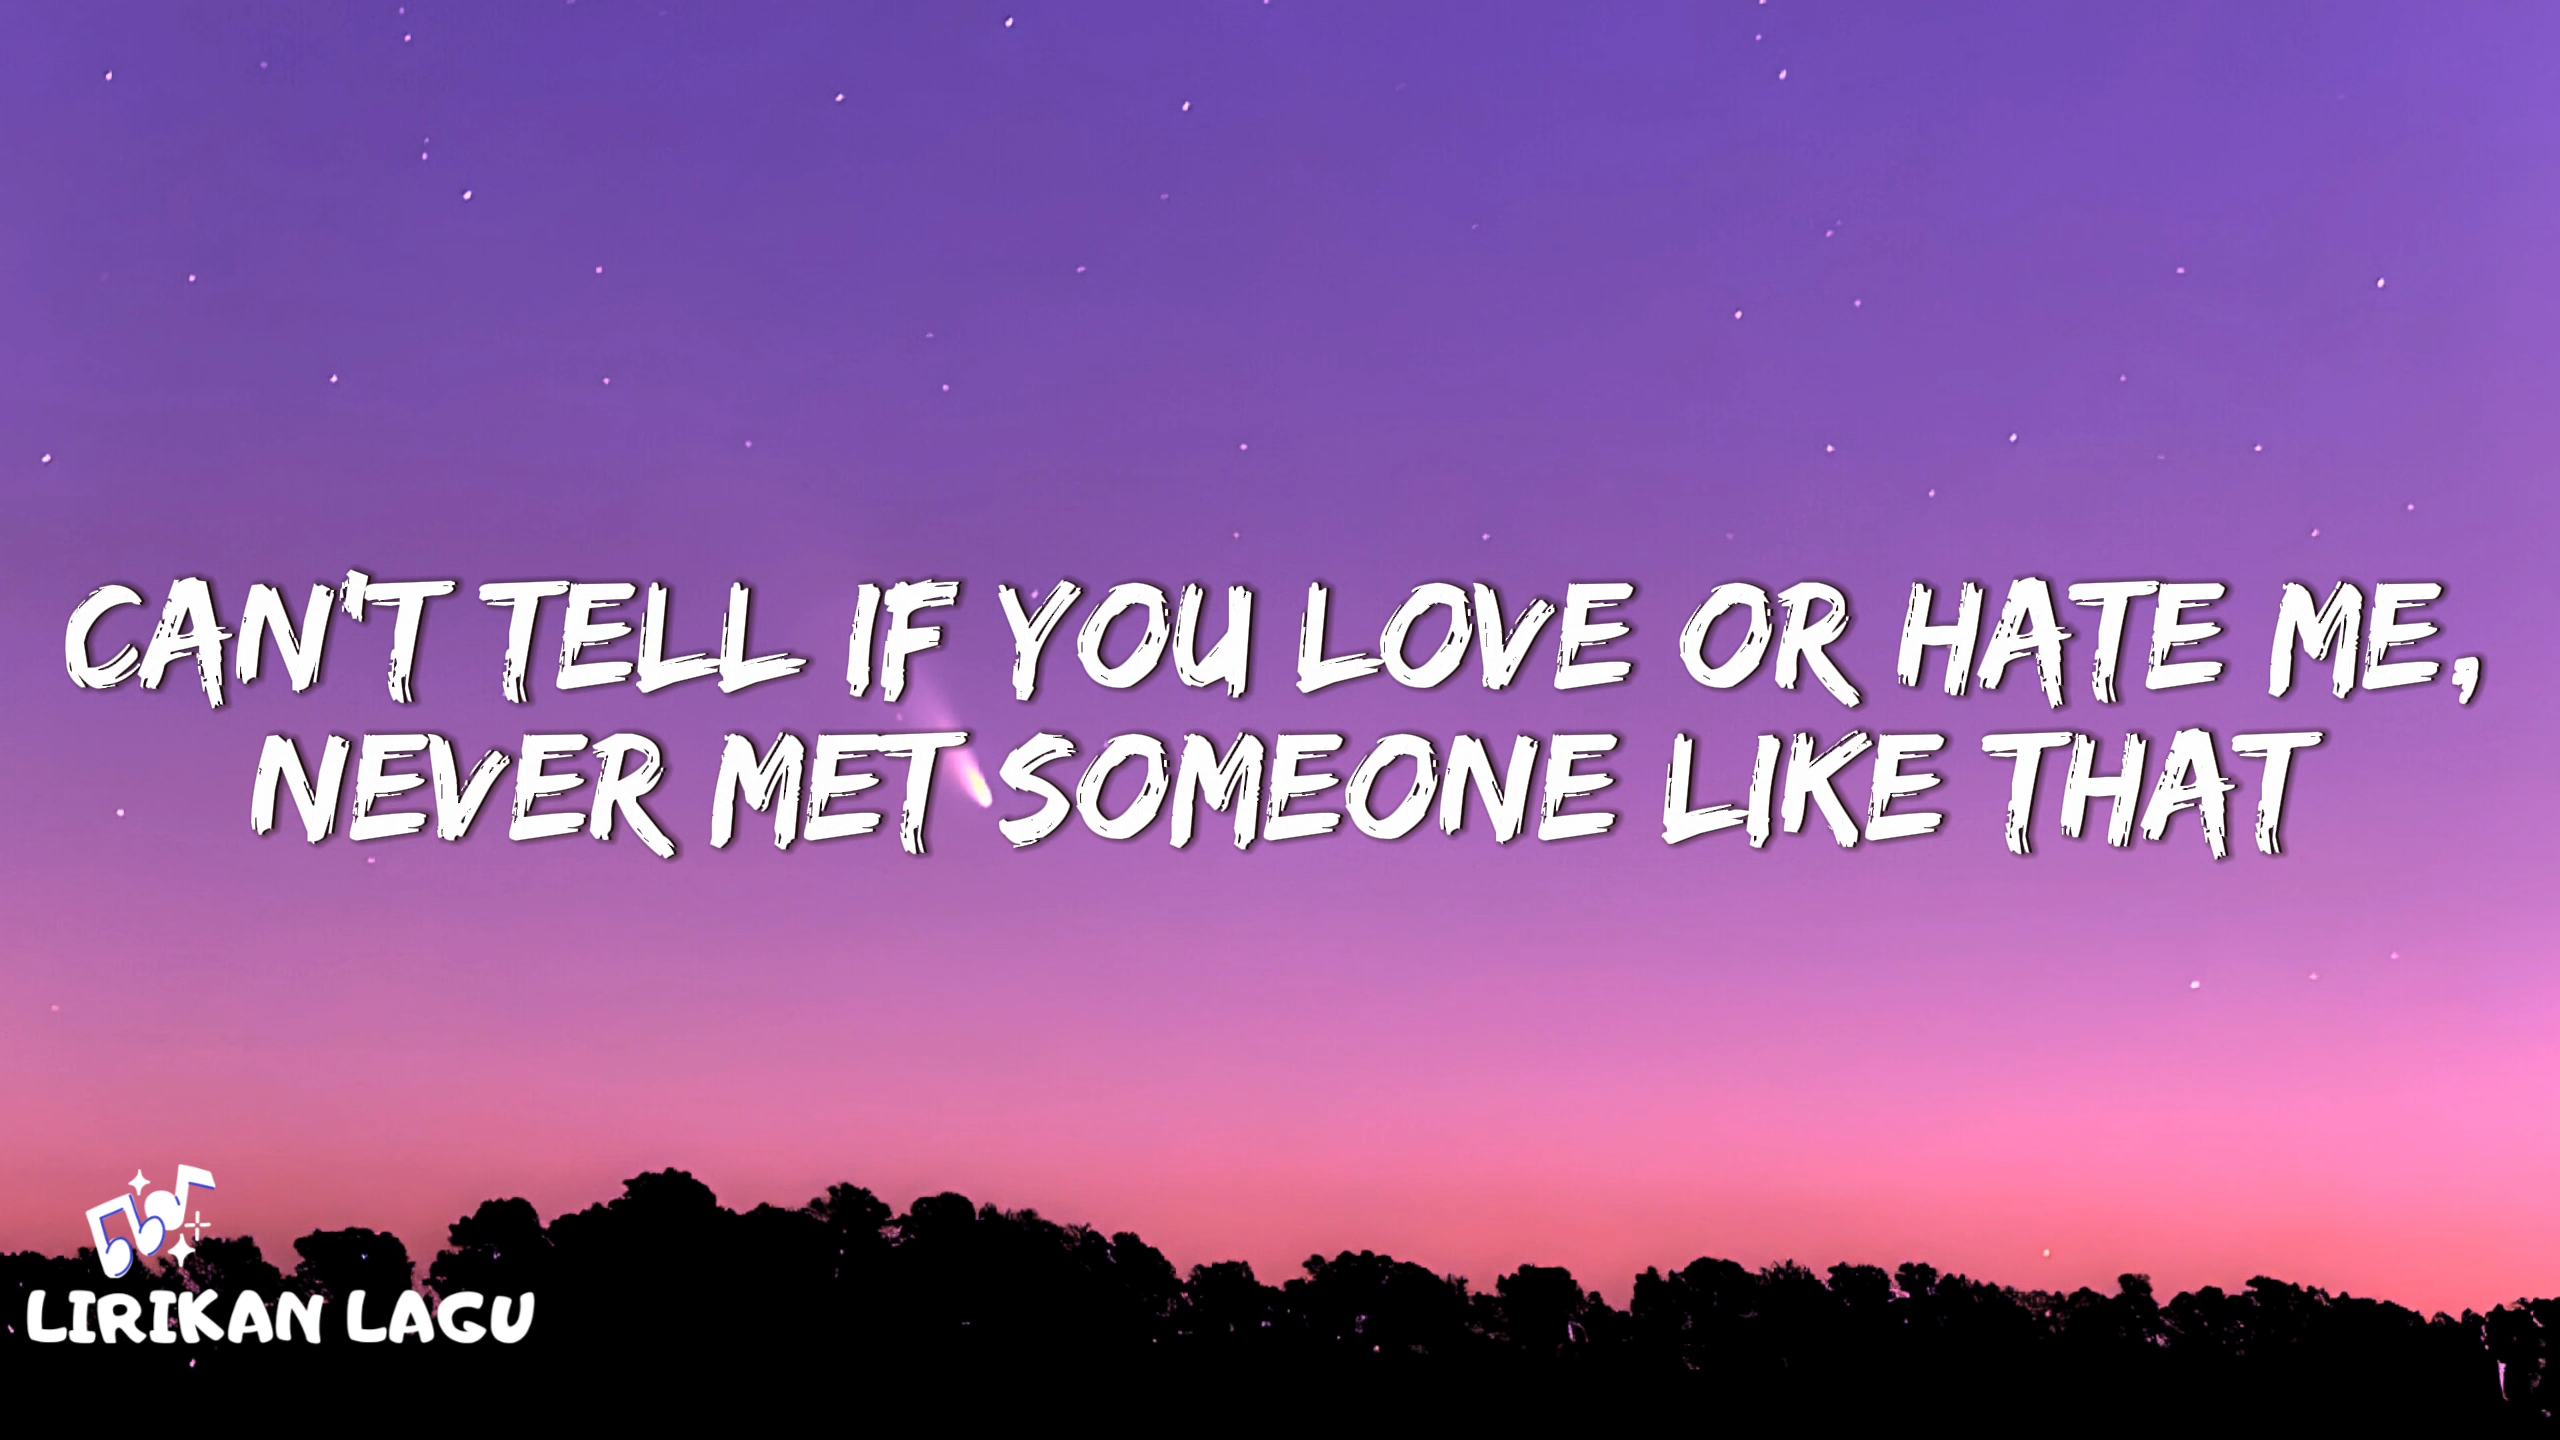 CAN'T TELL IF YOU LOVE OR HATE ME,
NEVER MET SOMEONE LIKE THAT
LIRIKAN LAGU